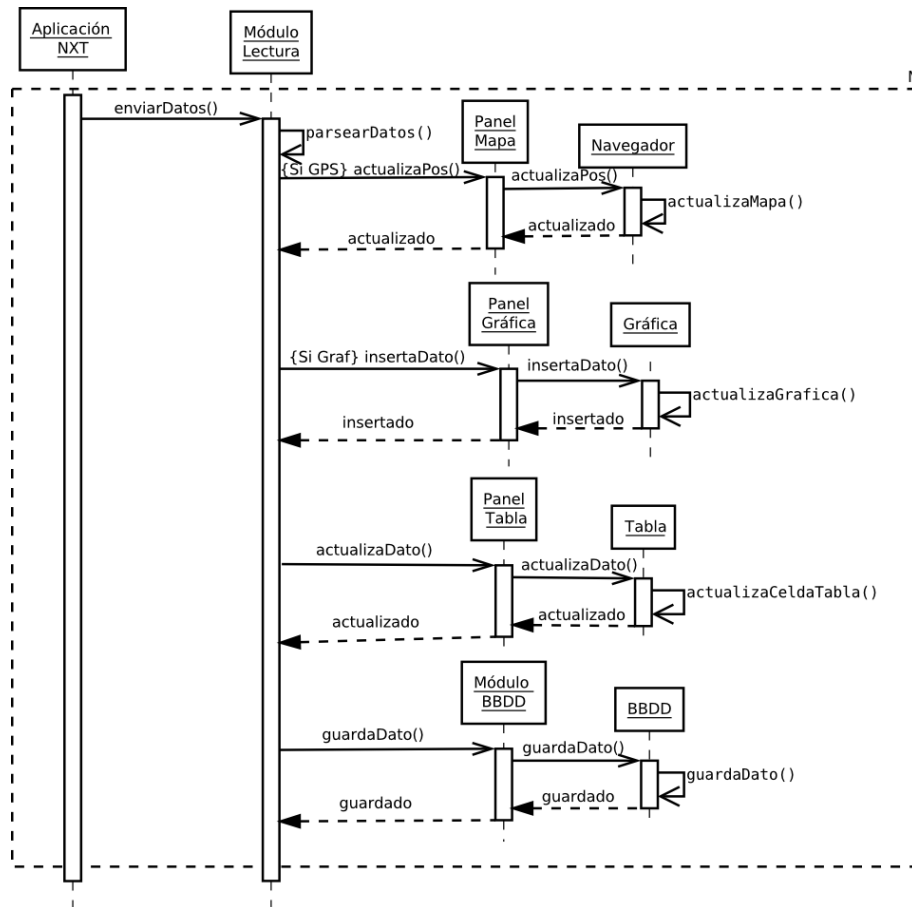 Aplicación
NXT
Módulo
Lectura
N
enviarDatos()
parsearDatos()
Panel
Mapa
Navegador
{Si GPS} actualizaPos()
actualizaPos()
actualizaMapa()
actualizado
actualizado
Panel
Gráfica
Gráfica
{Si Graf} insertaDato()
insertaDato()
actualizaGrafica()
insertado
insertado
Panel
Tabla
Tabla
actualizaDato()
actualizaDato()
actualizaCeldaTabla()
actualizado
actualizado
Módulo
BBDD
BBDD
guardaDato()
guardaDato()
guardaDato()
guardado
guardado